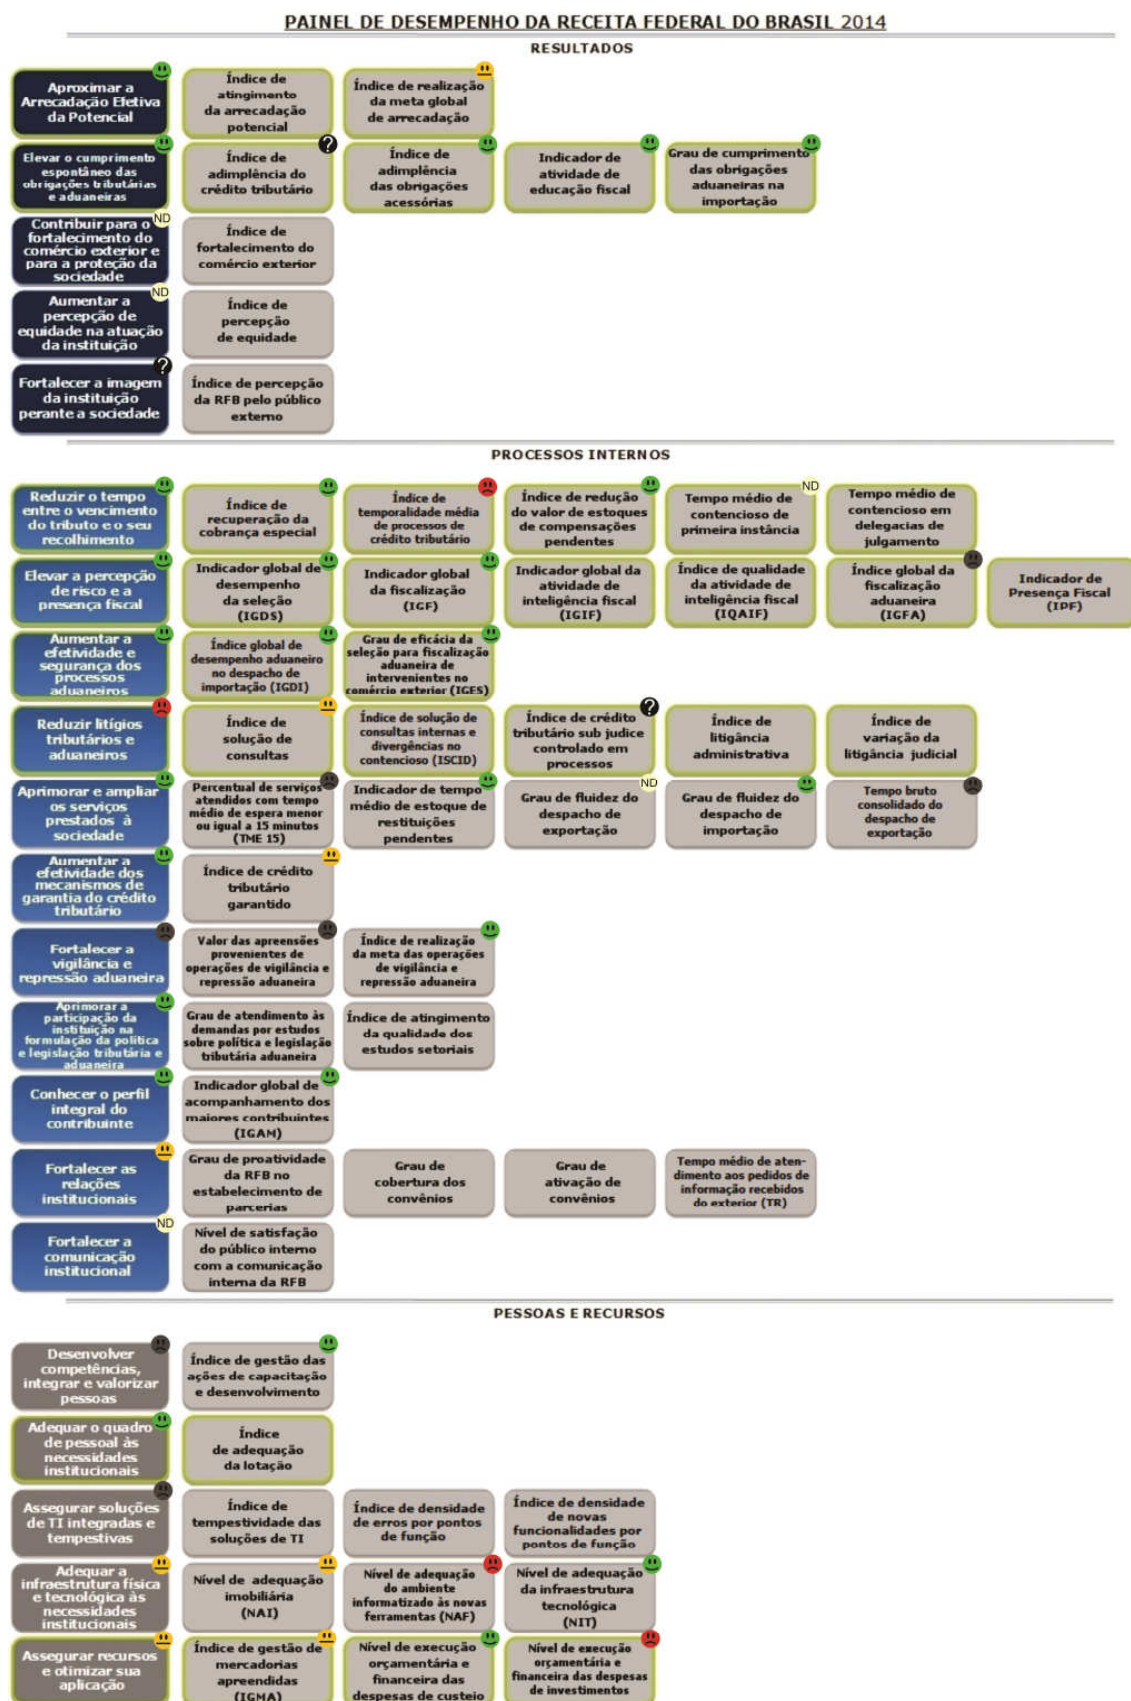 PAINEL DE DESEMPENHO DA RECEITA FEDERAL DO BRASIL 2014
RESULTADOS
Aproximar a
Arrecadação Efetiva
da Potencial
Índice de
atingimento
da arrecadação
potencial
Índice de realização
da meta global
de arrecadação
Elevar o cumprimento
espontâneo das
obrigações tributárias
e aduaneiras
Índice de
adimplência do
crédito tributário
?
Índice de
adimplência
das obrigações
acessórias
Indicador de
atividade de
educação fiscal
Grau de cumprimento
das obrigações
aduaneiras na
importação
Contribuir para o
fortalecimento do
comércio exterior e
para a proteção da
sociedade
ND
Índice de
fortalecimento do
comércio exterior
Aumentar a
percepção de
equidade na atuação
da instituição
ND
Índice de
percepção
de equidade
Fortalecer a imagem
da instituição
perante a sociedade
?
Índice de percepção
da RFB pelo público
externo
PROCESSOS INTERNOS
Reduzir o tempo
entre o vencimento
do tributo e o seu
recolhimento
Índice de
recuperação da
cobrança especial
Índice de
temporalidade média
de processos de
crédito tributário
Índice de redução
do valor de estoques
de compensações
pendentes
Tempo médio de
contencioso de
primeira instância
ND
Tempo médio de
contencioso em
delegacias de
julgamento
Elevar a percepção
de risco e a
presença fiscal
Indicador global de
desempenho
da seleção
(IGDS)
Indicador global
da fiscalização
(IGF)
Indicador global da
atividade de
inteligência fiscal
(IGIF)
Índice de qualidade
da atividade de
inteligência fiscal
(IQAIF)
Índice global da
fiscalização
aduaneira
(IGFA)
Indicador de
Presença Fiscal
(IPF)
Aumentar a
efetividade e
segurança dos
processos
aduaneiros
Índice global de
desempenho aduaneiro
no despacho de
importação (IGDI)
Grau de eficácia da
seleção para fiscalização
aduaneira de
intervenientes no
comércio exterior (IGES)
Reduzir litígios
tributários e
aduaneiros
Índice de
solução de
consultas
Índice de solução de
consultas internas e
divergências no
contencioso (ISCID)
Índice de crédito
tributário sub judice
controlado em
processos
?
Índice de
litigância
administrativa
Índice de
variação da
litigância judicial
Aprimorar e ampliar
os serviços
prestados à
sociedade
Percentual de serviços
atendidos com tempo
médio de espera menor
ou igual a 15 minutos
(TME 15)
Indicador de tempo
médio de estoque de
restituições
pendentes
Grau de fluidez do
despacho de
exportação
ND
Grau de fluidez do
despacho de
importação
Tempo bruto
consolidado do
despacho de
exportação
Aumentar a
efetividade dos
mecanismos de
garantia do crédito
tributário
Índice de crédito
tributário
garantido
Fortalecer a
vigilância e
repressão aduaneira
Valor das apreensões
provenientes de
operações de vigilância e
repressão aduaneira
Índice de realização
da meta das operações
de vigilância e
repressão aduaneira
Aprimorar a
participação da
instituição na
formulação da política
e legislação tributária e
aduaneira
Grau de atendimento às
demandas por estudos
sobre política e legislação
tributária aduaneira
Índice de atingimento
da qualidade dos
estudos setoriais
Conhecer o perfil
integral do
contribuinte
Indicador global de
acompanhamento dos
maiores contribuintes
(IGAM)
Fortalecer as
relações
institucionais
Grau de proatividade
da RFB no
estabelecimento de
parcerias
Grau de
cobertura dos
convênios
Grau de
ativação de
convênios
Tempo médio de aten-
dimento aos pedidos de
informação recebidos
do exterior (TR)
Fortalecer a
comunicação
institucional
ND
Nível de satisfação
do público interno
com a comunicação
interna da RFB
PESSOAS E RECURSOS
Desenvolver
competências,
integrar e valorizar
pessoas
Índice de gestão das
ações de capacitação
e desenvolvimento
Adequar o quadro
de pessoal às
necessidades
institucionais
Índice
de adequação
da lotação
Assegurar soluções
de TI integradas e
tempestivas
Índice de
tempestividade das
soluções de TI
Índice de densidade
de erros por pontos
de função
Índice de densidade
de novas
funcionalidades por
pontos de função
Adequar a
infraestrutura física
e tecnológica às
necessidades
institucionais
Nível de adequação
imobiliária
(NAI)
Nível de adequação
do ambiente
informatizado às novas
ferramentas (NAF)
Nível de adequação
da infraestrutura
tecnológica
(NIT)
Assegurar recursos
e otimizar sua
aplicação
Índice de gestão de
mercadorias
apreendidas
(IGMA)
Nível de execução
orçamentária e
financeira das
despesas de custeio
Nível de execução
orçamentária e
financeira das despesas
de investimentos